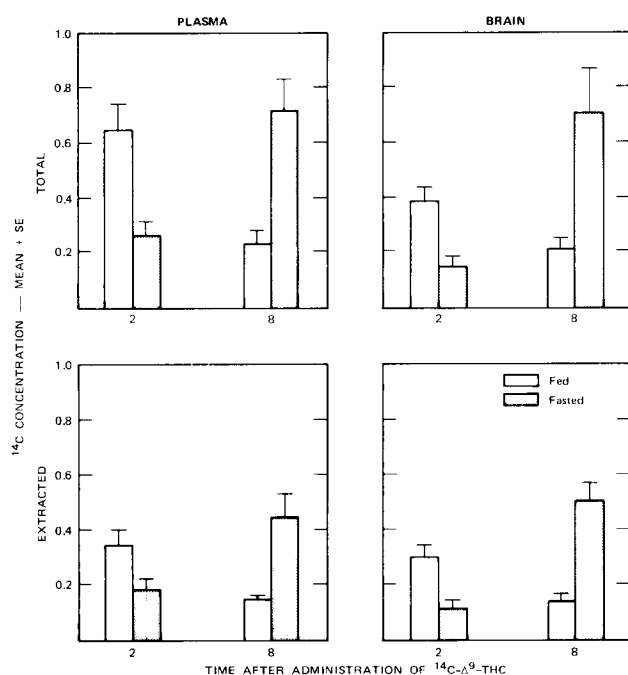 PLASMA
BRAIN
1.0
0.8
0.6
0.4
0.2
2
8
2
8
TOTAL
¹⁴C CONCENTRATION — MEAN + SE
1.0
0.8
0.6
0.4
0.2
2
8
2
8
EXTRACTED
Fed
Fasted
TIME AFTER ADMINISTRATION OF ¹⁴C-Δ⁹-THC